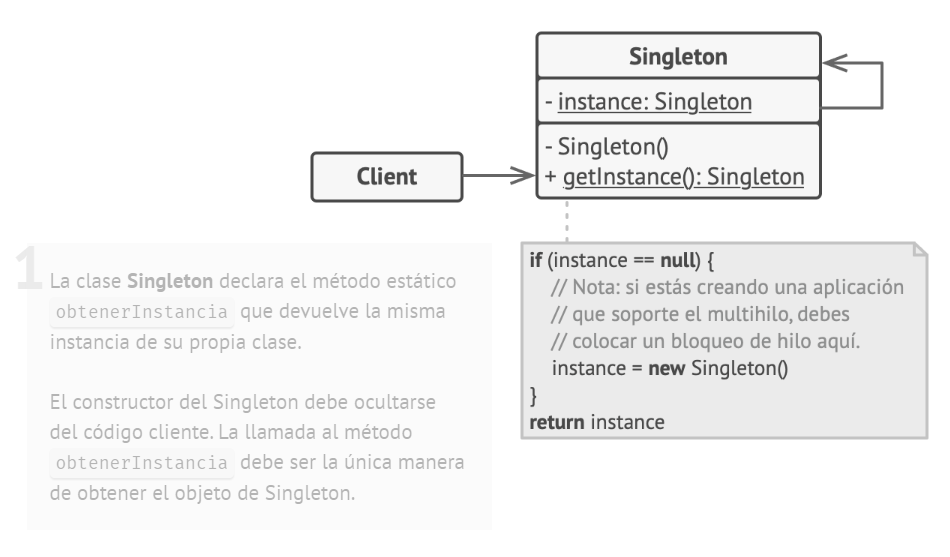 Singleton
- instance: Singleton
- Singleton()
+ getInstance(): Singleton
Client
1
La clase Singleton declara el método estático
obtenerInstancia que devuelve la misma
instancia de su propia clase.
El constructor del Singleton debe ocultarse
del código cliente. La llamada al método
obtenerInstancia debe ser la única manera
de obtener el objeto de Singleton.
if (instance == null) {
// Nota: si estás creando una aplicación
// que soporte el multihilo, debes
// colocar un bloqueo de hilo aquí.
instance = new Singleton()
}
return instance